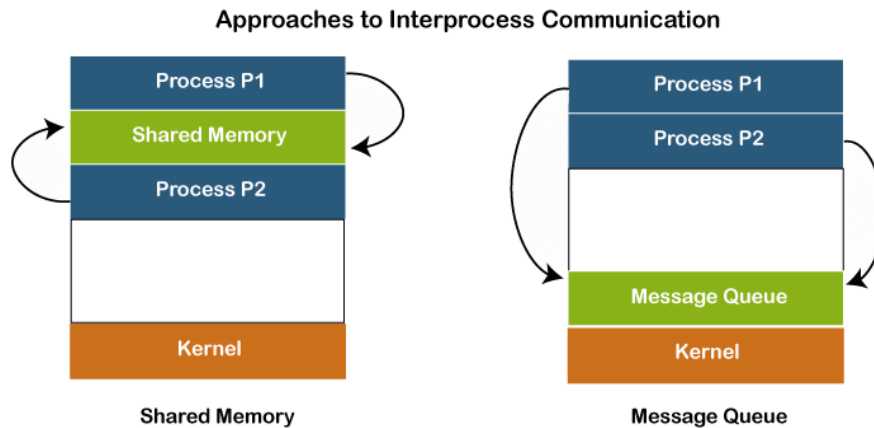 Approaches to Interprocess Communication
Process P1
Shared Memory
Process P2
Kernel
Shared Memory
Process P1
Process P2
Message Queue
Kernel
Message Queue